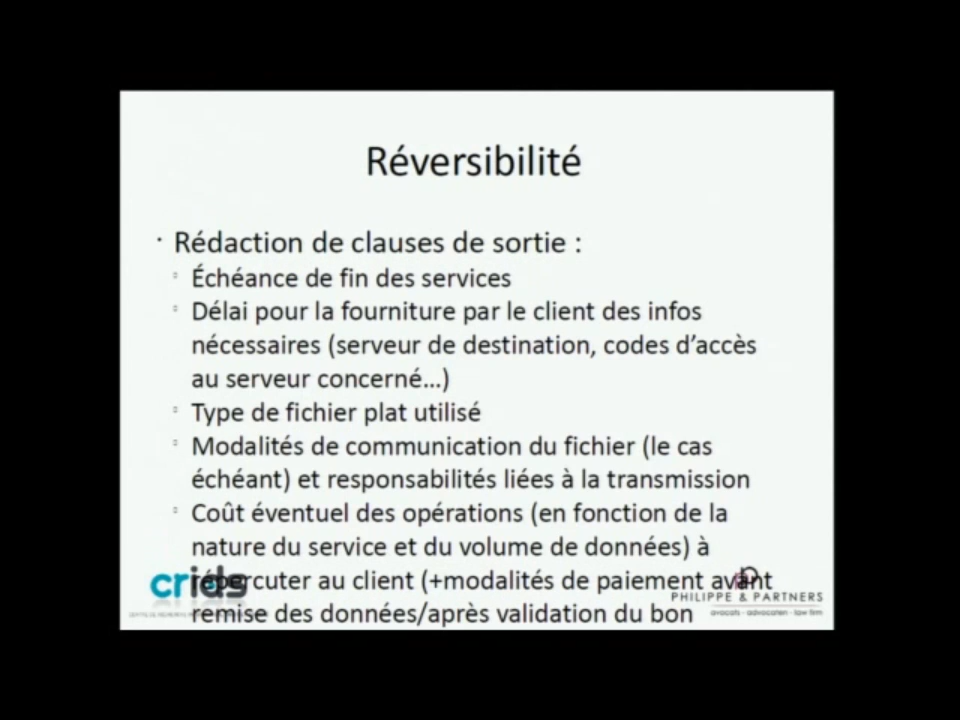 Réversibilité
· Rédaction de clauses de sortie :
▫ Échéance de fin des services
▫ Délai pour la fourniture par le client des infos
nécessaires (serveur de destination, codes d’accès
au serveur concerné…)
▫ Type de fichier plat utilisé
▫ Modalités de communication du fichier (le cas
échéant) et responsabilités liées à la transmission
▫ Coût éventuel des opérations (en fonction de la
nature du service et du volume de données) à
répercuter au client (+modalités de paiement avant
remise des données/après validation du bon
crids
PHILIPPE & PARTNERS
avocats - advocaten - law firm